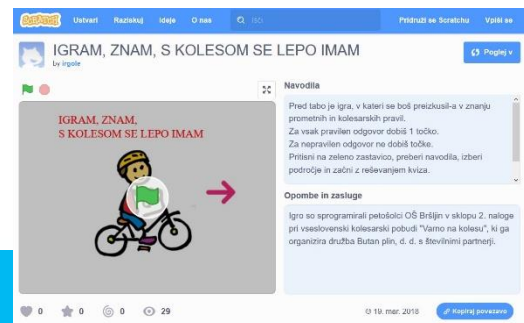 SCRATCH Ustvari Raziskuj Ideje O nas Išči Pridruži se Scratchu Vpiši se
IGRAM, ZNAM, S KOLESOM SE LEPO IMAM
by irgole
Poglej v
IGRAM, ZNAM,
S KOLESOM SE LEPO IMAM
Navodila
Pred tabo je igra, v kateri se boš preizkusil-a v znanju
prometnih in kolesarskih pravil.
Za vsak pravilen odgovor dobiš 1 točko.
Za nepravilen odgovor ne dobiš točke.
Pritisni na zeleno zastavico, preberi navodila, izberi
področje in začni z reševanjem kviza.
Opombe in zasluge
Igro so sprogramirali petošolci OŠ Bršljin v sklopu 2. naloge
pri vseslovenski kolesarski pobudi "Varno na kolesu", ki ga
organizira družba Butan plin, d. d. s številnimi partnerji.
0 0 0 29
© 19. mar. 2018
Kopiraj povezavo